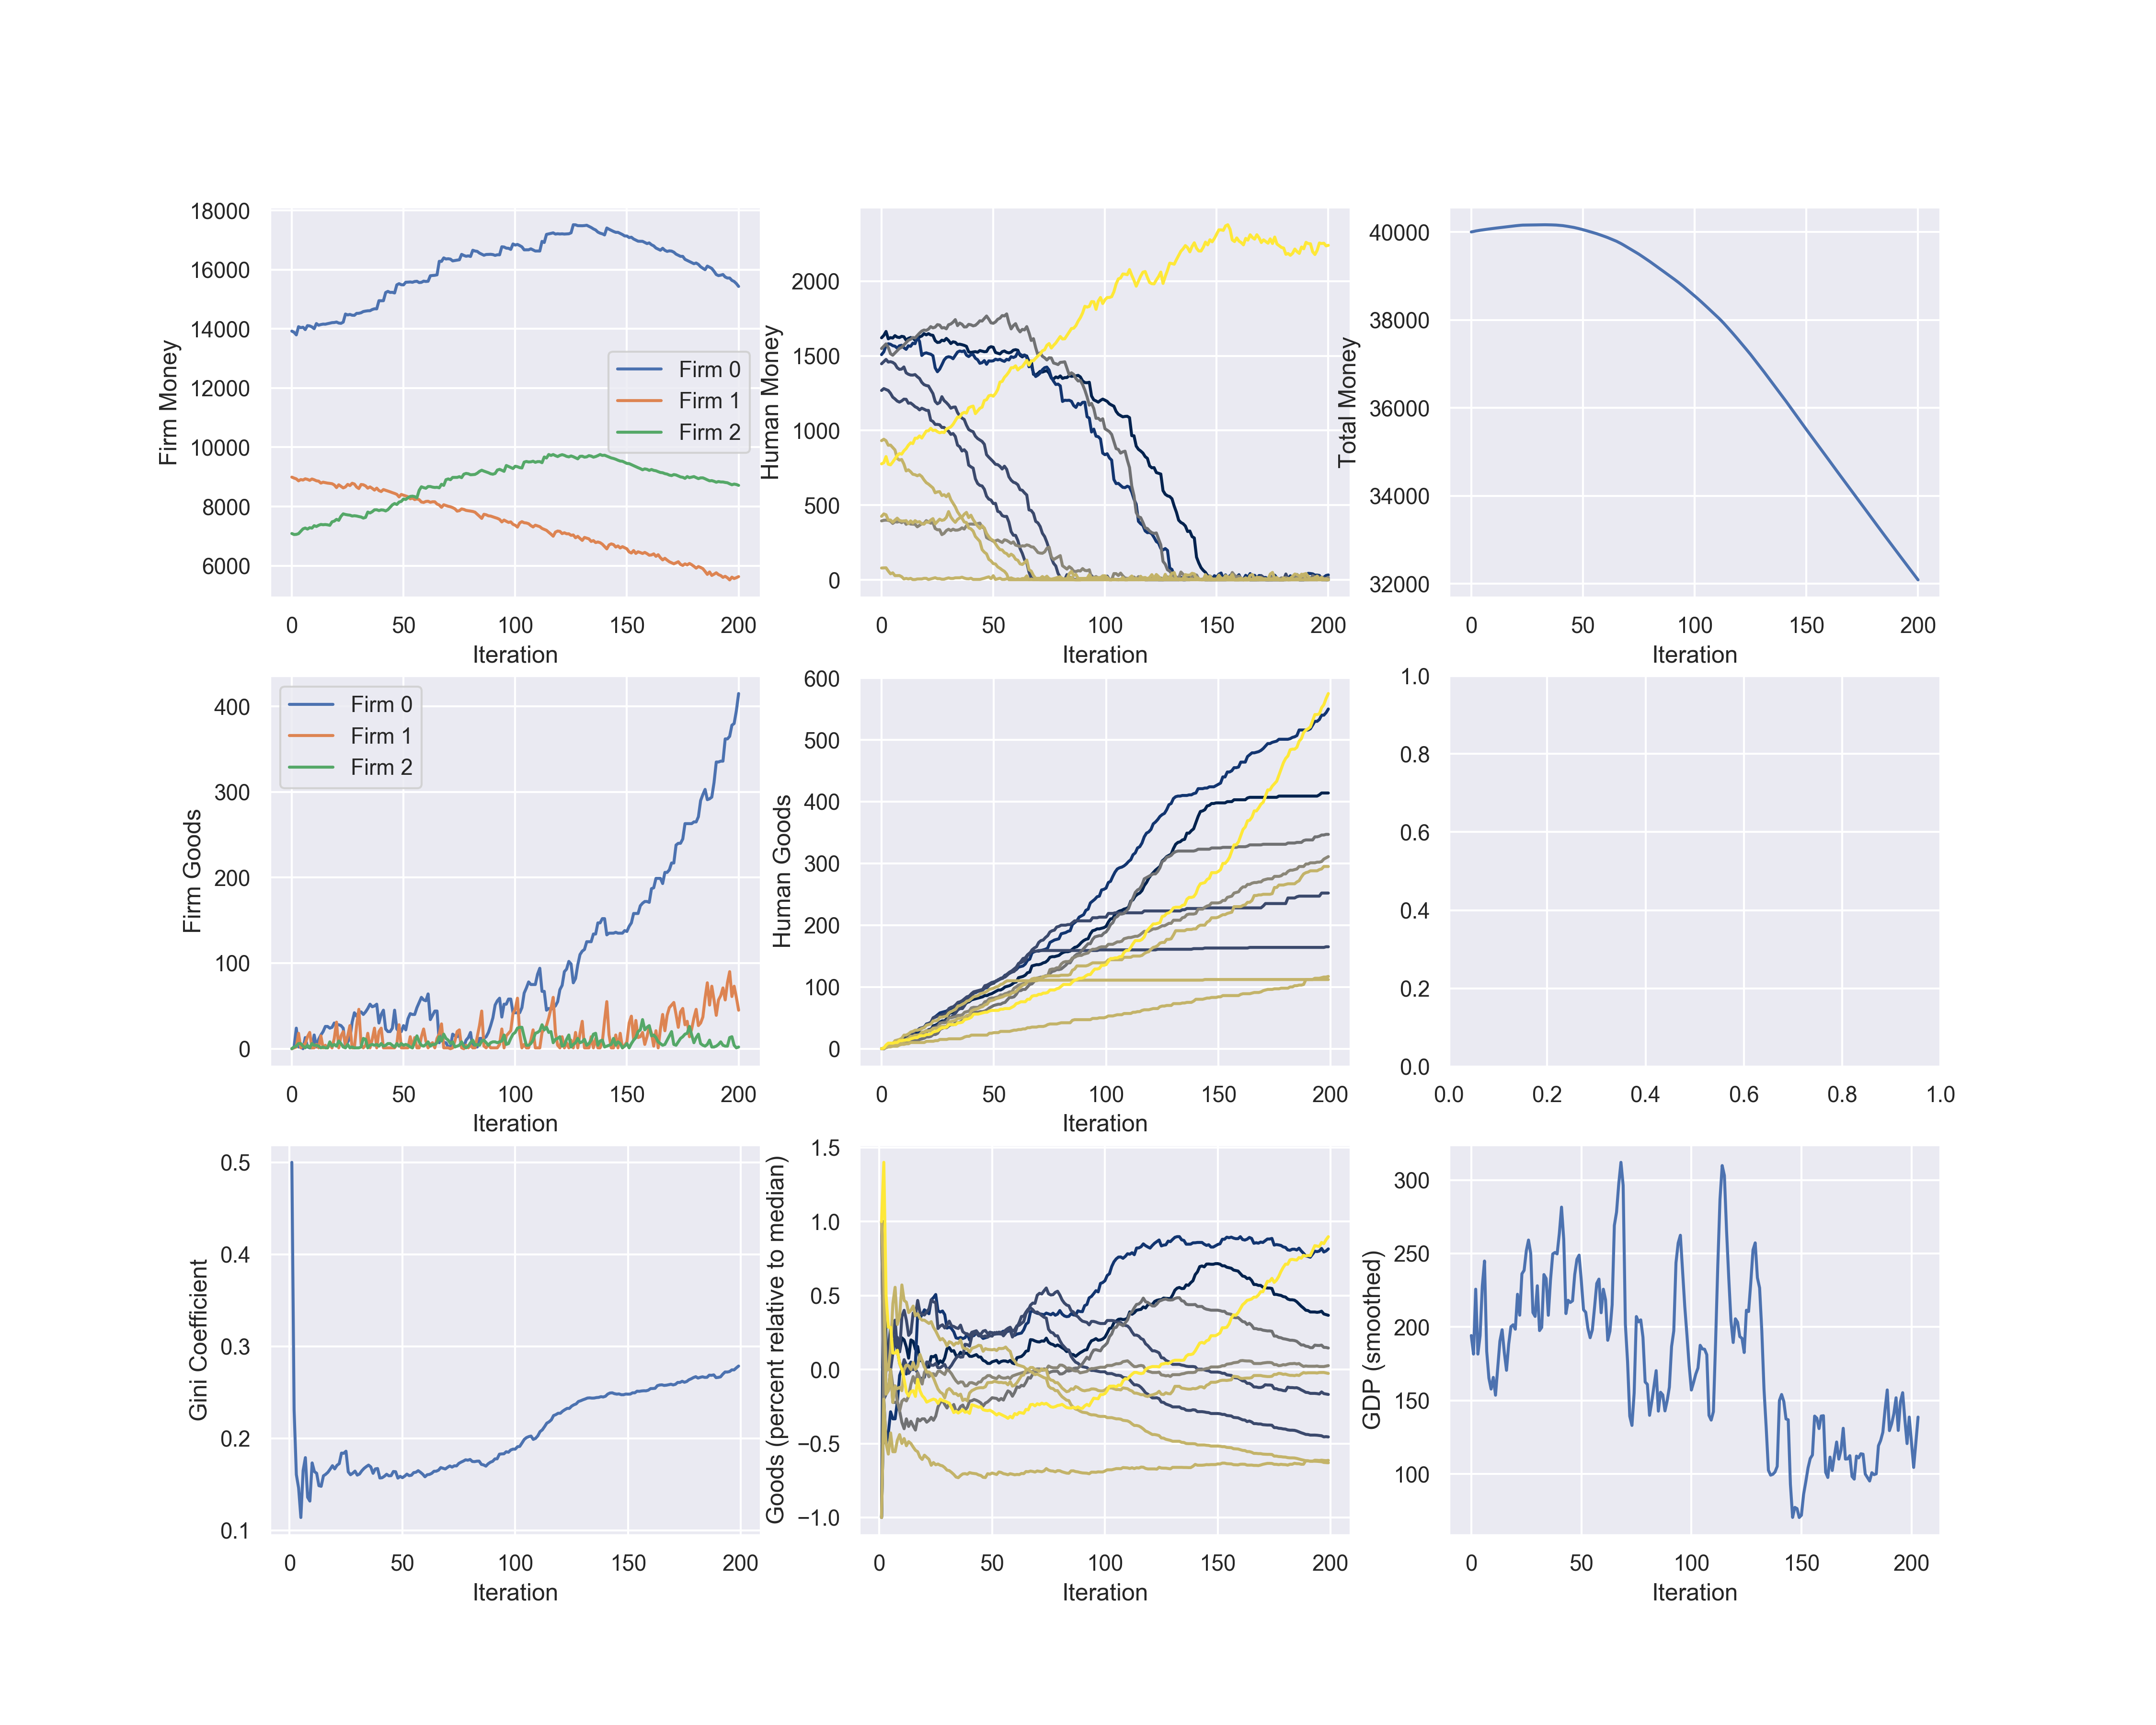 18000
16000
14000
12000
10000
8000
6000
Firm Money
Firm 0
Firm 1
Firm 2
0 50 100 150 200
Iteration
2000
1500
1000
500
0
Human Money
0 50 100 150 200
Iteration
40000
38000
36000
34000
32000
Total Money
0 50 100 150 200
Iteration
400
300
200
100
0
Firm Goods
Firm 0
Firm 1
Firm 2
0 50 100 150 200
Iteration
600
500
400
300
200
100
0
Human Goods
0 50 100 150 200
Iteration
1.0
0.8
0.6
0.4
0.2
0.0
0.0 0.2 0.4 0.6 0.8 1.0
0.5
0.4
0.3
0.2
0.1
Gini Coefficient
0 50 100 150 200
Iteration
1.5
1.0
0.5
0.0
−0.5
−1.0
Goods (percent relative to median)
0 50 100 150 200
Iteration
300
250
200
150
100
GDP (smoothed)
0 50 100 150 200
Iteration